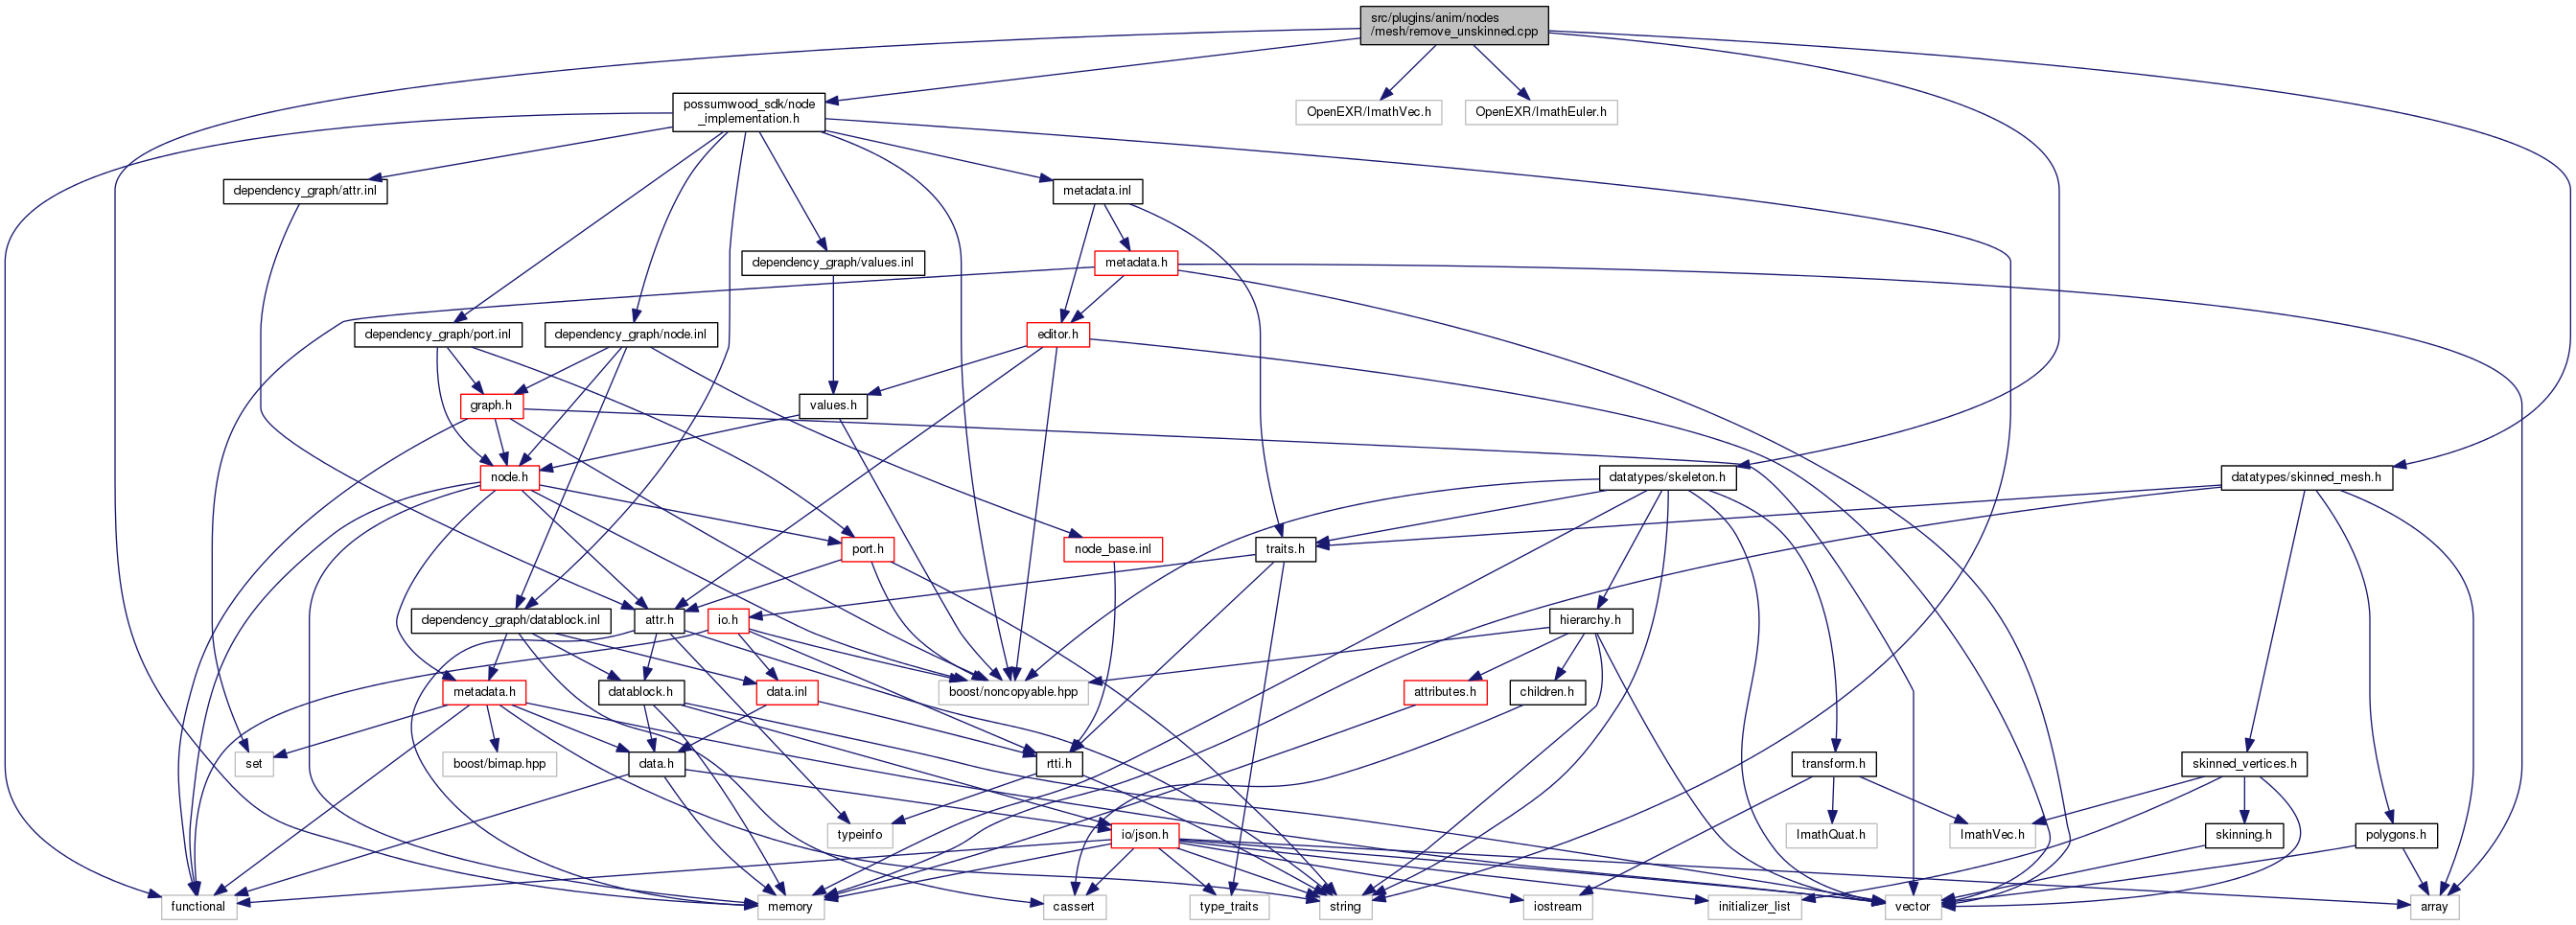 src/plugins/anim/nodes
/mesh/remove_unskinned.cpp
possumwood_sdk/node
_implementation.h
OpenEXR/ImathVec.h
OpenEXR/ImathEuler.h
dependency_graph/attr.inl
metadata.inl
dependency_graph/values.inl
metadata.h
dependency_graph/port.inl
dependency_graph/node.inl
editor.h
graph.h
values.h
node.h
datatypes/skeleton.h
datatypes/skinned_mesh.h
port.h
node_base.inl
traits.h
dependency_graph/datablock.inl
attr.h
io.h
hierarchy.h
metadata.h
datablock.h
data.inl
boost/noncopyable.hpp
attributes.h
children.h
set
boost/bimap.hpp
data.h
rtti.h
transform.h
skinned_vertices.h
typeinfo
io/json.h
ImathQuat.h
ImathVec.h
skinning.h
polygons.h
functional
memory
cassert
type_traits
string
iostream
initializer_list
vector
array